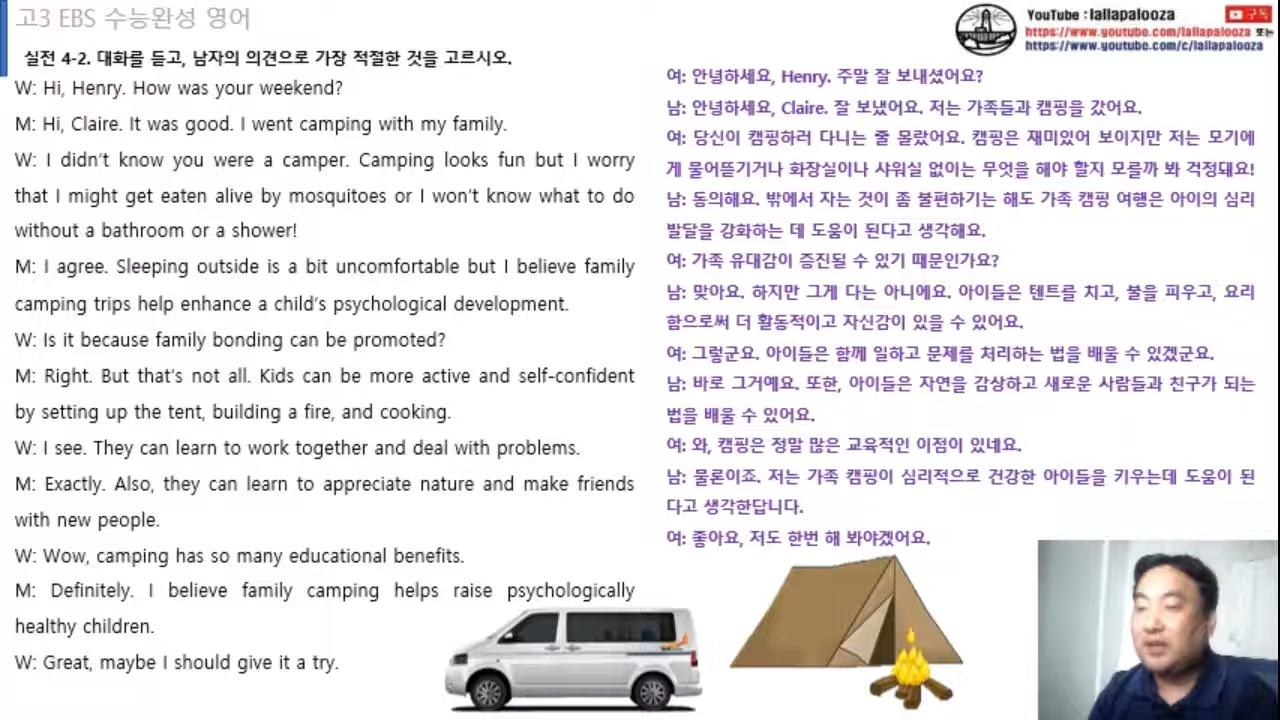 고3 EBS 수능완성 영어
YouTube : lallapalooza
구독
https://www.youtube.com/lallapalooza 또는
https://www.youtube.com/c/lallapalooza
실전 4-2. 대화를 듣고, 남자의 의견으로 가장 적절한 것을 고르시오.
W: Hi, Henry. How was your weekend?
M: Hi, Claire. It was good. I went camping with my family.
W: I didn't know you were a camper. Camping looks fun but I worry
that I might get eaten alive by mosquitoes or I won't know what to do
without a bathroom or a shower!
M: I agree. Sleeping outside is a bit uncomfortable but I believe family
camping trips help enhance a child's psychological development.
W: Is it because family bonding can be promoted?
M: Right. But that's not all. Kids can be more active and self-confident
by setting up the tent, building a fire, and cooking.
W: I see. They can learn to work together and deal with problems.
M: Exactly. Also, they can learn to appreciate nature and make friends
with new people.
W: Wow, camping has so many educational benefits.
M: Definitely. I believe family camping helps raise psychologically
healthy children.
W: Great, maybe I should give it a try.
여: 안녕하세요, Henry. 주말 잘 보내셨어요?
남: 안녕하세요, Claire. 잘 보냈어요. 저는 가족들과 캠핑을 갔어요.
여: 당신이 캠핑하러 다니는 줄 몰랐어요. 캠핑은 재미있어 보이지만 저는 모기에
게 물어뜯기거나 화장실이나 샤워실 없이는 무엇을 해야 할지 모를까 봐 걱정돼요!
남: 동의해요. 밖에서 자는 것이 좀 불편하기는 해도 가족 캠핑 여행은 아이의 심리
발달을 강화하는 데 도움이 된다고 생각해요.
여: 가족 유대감이 증진될 수 있기 때문인가요?
남: 맞아요. 하지만 그게 다는 아니에요. 아이들은 텐트를 치고, 불을 피우고, 요리
함으로써 더 활동적이고 자신감이 있을 수 있어요.
여: 그렇군요. 아이들은 함께 일하고 문제를 처리하는 법을 배울 수 있겠군요.
남: 바로 그거예요. 또한, 아이들은 자연을 감상하고 새로운 사람들과 친구가 되는
법을 배울 수 있어요.
여: 와, 캠핑은 정말 많은 교육적인 이점이 있네요.
남: 물론이죠. 저는 가족 캠핑이 심리적으로 건강한 아이들을 키우는데 도움이 된
다고 생각한답니다.
여: 좋아요, 저도 한번 해 봐야겠어요.